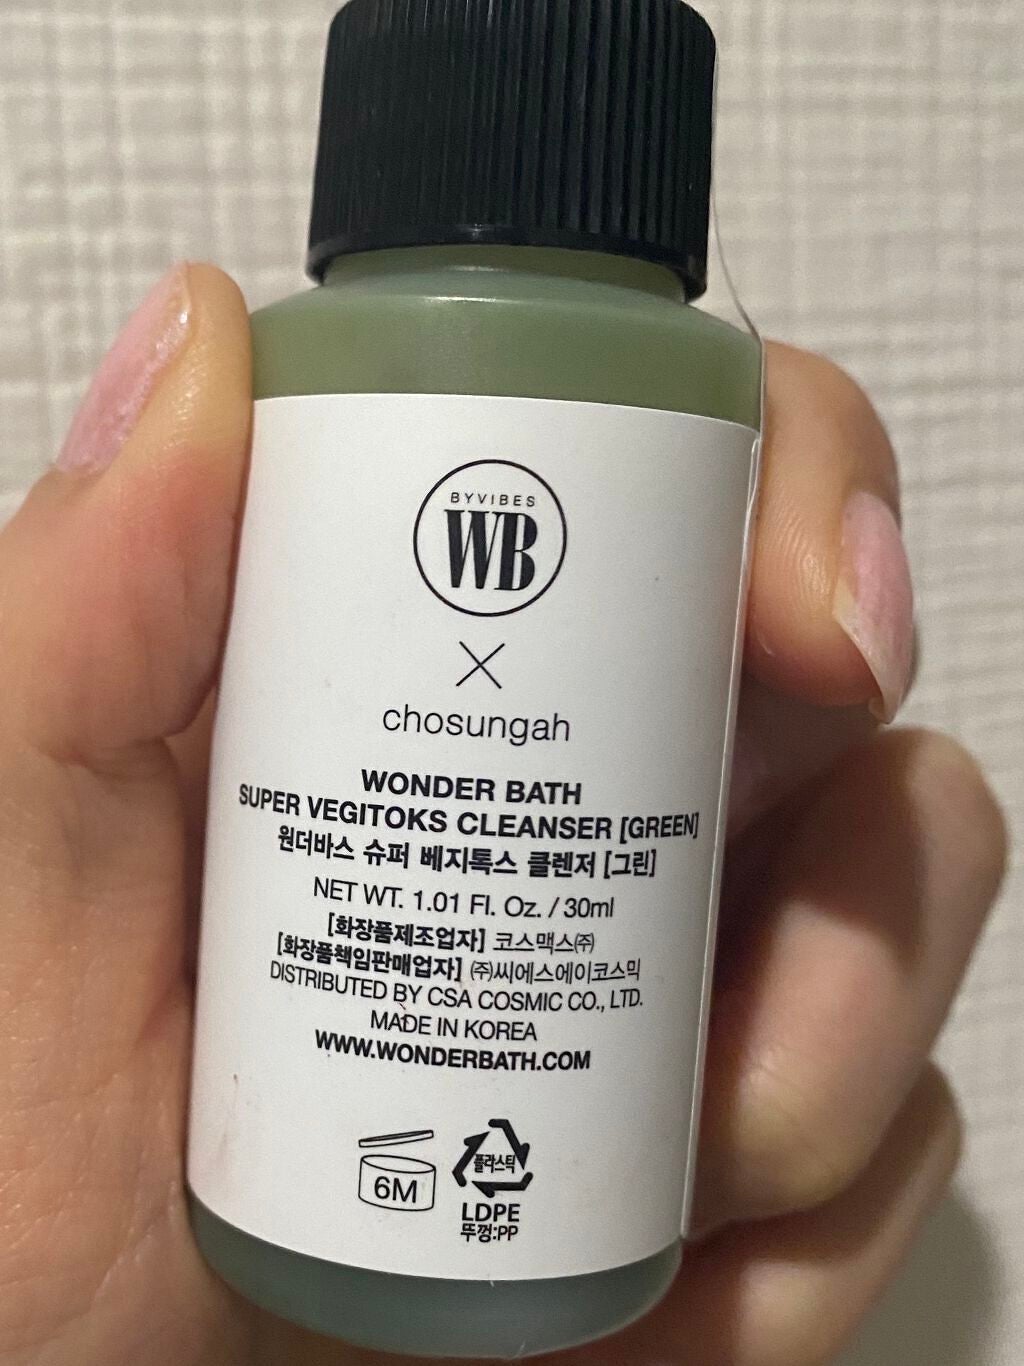 BYVIBES
WB
X
chosungah
WONDER BATH
SUPER VEGITOKS CLEANSER [GREEN]
원더바스 슈퍼 베지톡스 클렌저 [그린]
NET WT. 1.01 Fl. Oz. / 30ml
[화장품제조업자] 코스맥스㈜
[화장품책임판매업자] ㈜씨에스에이코스믹
DISTRIBUTED BY CSA COSMIC CO., LTD.
MADE IN KOREA
WWW.WONDERBATH.COM
6M
플라스틱
LDPE
뚜껑:PP